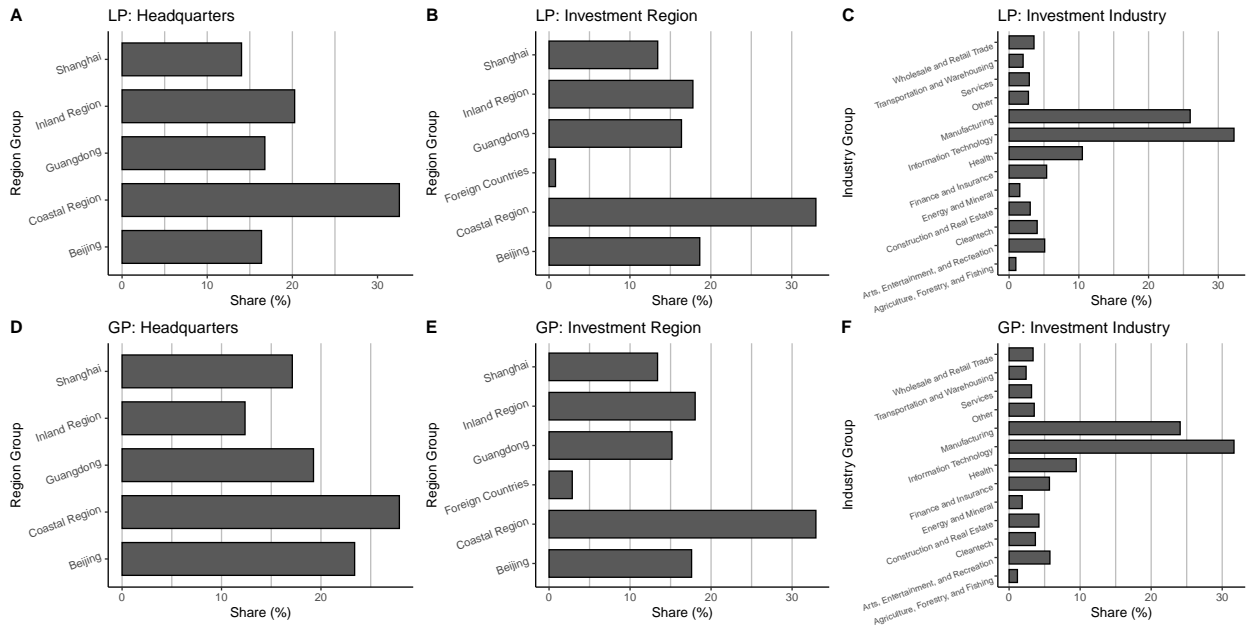 A
LP: Headquarters
Region Group
Shanghai
Inland Region
Guangdong
Coastal Region
Beijing
0 10 20 30
Share (%)
B
LP: Investment Region
Region Group
Shanghai
Inland Region
Guangdong
Foreign Countries
Coastal Region
Beijing
0 10 20 30
Share (%)
C
LP: Investment Industry
Industry Group
Wholesale and Retail Trade
Transportation and Warehousing
Services
Other
Manufacturing
Information Technology
Health
Finance and Insurance
Energy and Mineral
Construction and Real Estate
Cleantech
Arts, Entertainment, and Recreation
Agriculture, Forestry, and Fishing
0 10 20 30
Share (%)
D
GP: Headquarters
Region Group
Shanghai
Inland Region
Guangdong
Coastal Region
Beijing
0 20
Share (%)
E
GP: Investment Region
Region Group
Shanghai
Inland Region
Guangdong
Foreign Countries
Coastal Region
Beijing
0 10 20 30
Share (%)
F
GP: Investment Industry
Industry Group
Wholesale and Retail Trade
Transportation and Warehousing
Services
Other
Manufacturing
Information Technology
Health
Finance and Insurance
Energy and Mineral
Construction and Real Estate
Cleantech
Arts, Entertainment, and Recreation
Agriculture, Forestry, and Fishing
0 10 20 30
Share (%)